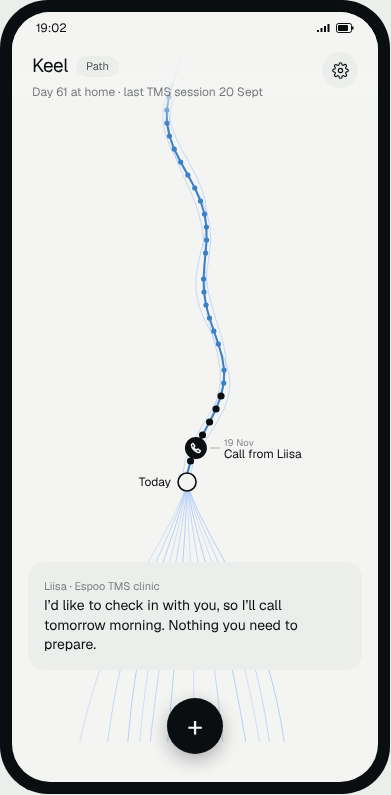 19:02
Keel
Path
Day 61 at home · last TMS session 20 Sept
19 Nov
Call from Liisa
Today
Liisa · Espoo TMS clinic
I’d like to check in with you, so I’ll call
tomorrow morning. Nothing you need to
prepare.
+